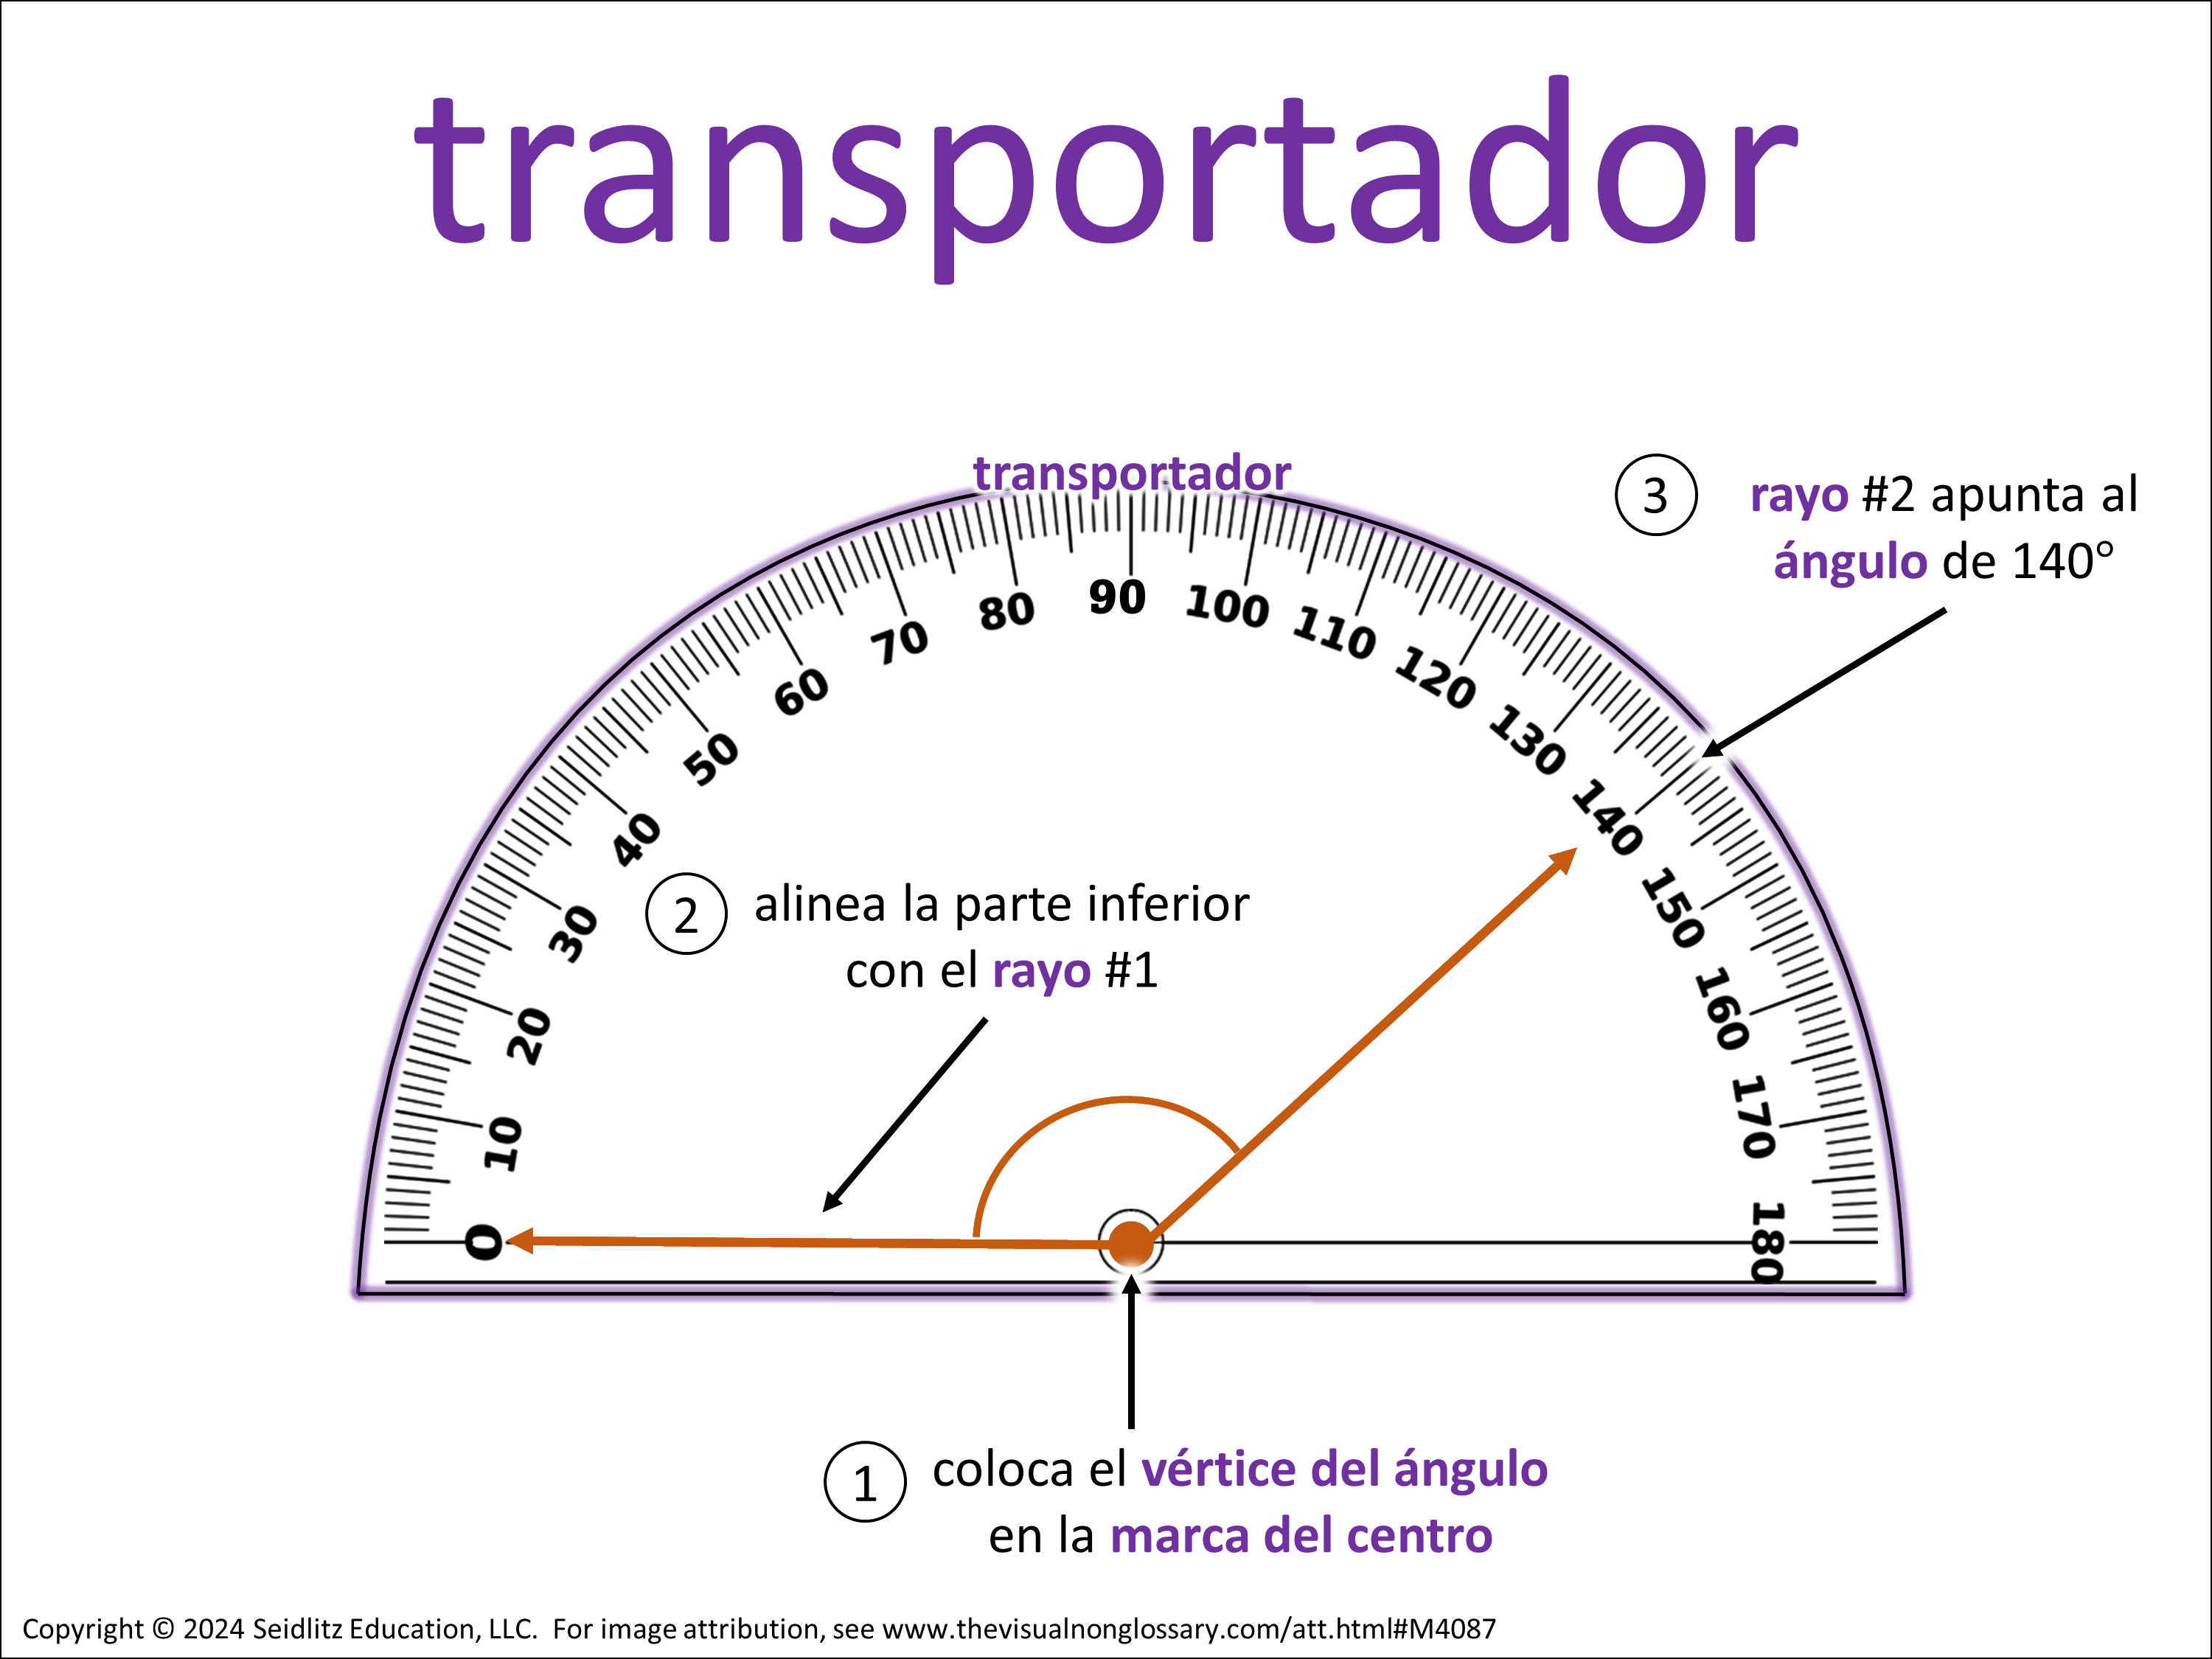 transportador
transportador
3
rayo #2 apunta al
ángulo de 140°
0
10
20
30
40
50
60
70
80
90
100
110
120
130
140
150
160
170
180
2
alinea la parte inferior
con el rayo #1
1
coloca el vértice del ángulo
en la marca del centro
Copyright © 2024 Seidlitz Education, LLC.  For image attribution, see www.thevisualnonglossary.com/att.html#M4087